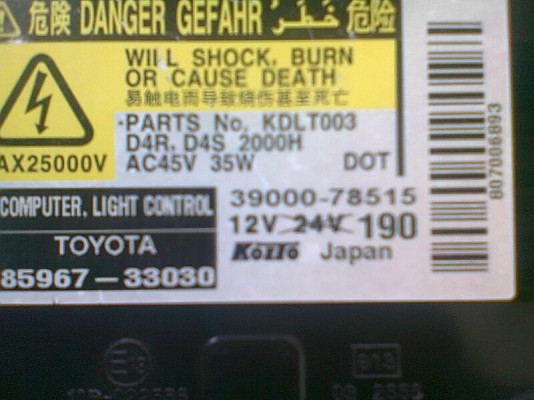 危険 DANGER GEFAHR خَطَر 危险
WILL SHOCK, BURN
OR CAUSE DEATH
易触电而导致烧伤甚至死亡
AX25000V
·PARTS No. KDLT003
D4R, D4S 2000H
AC45V 35W DOT
8070068893
COMPUTER, LIGHT CONTROL
TOYOTA
85967-33030
39000-78515
12V 24V 190
KOITO Japan